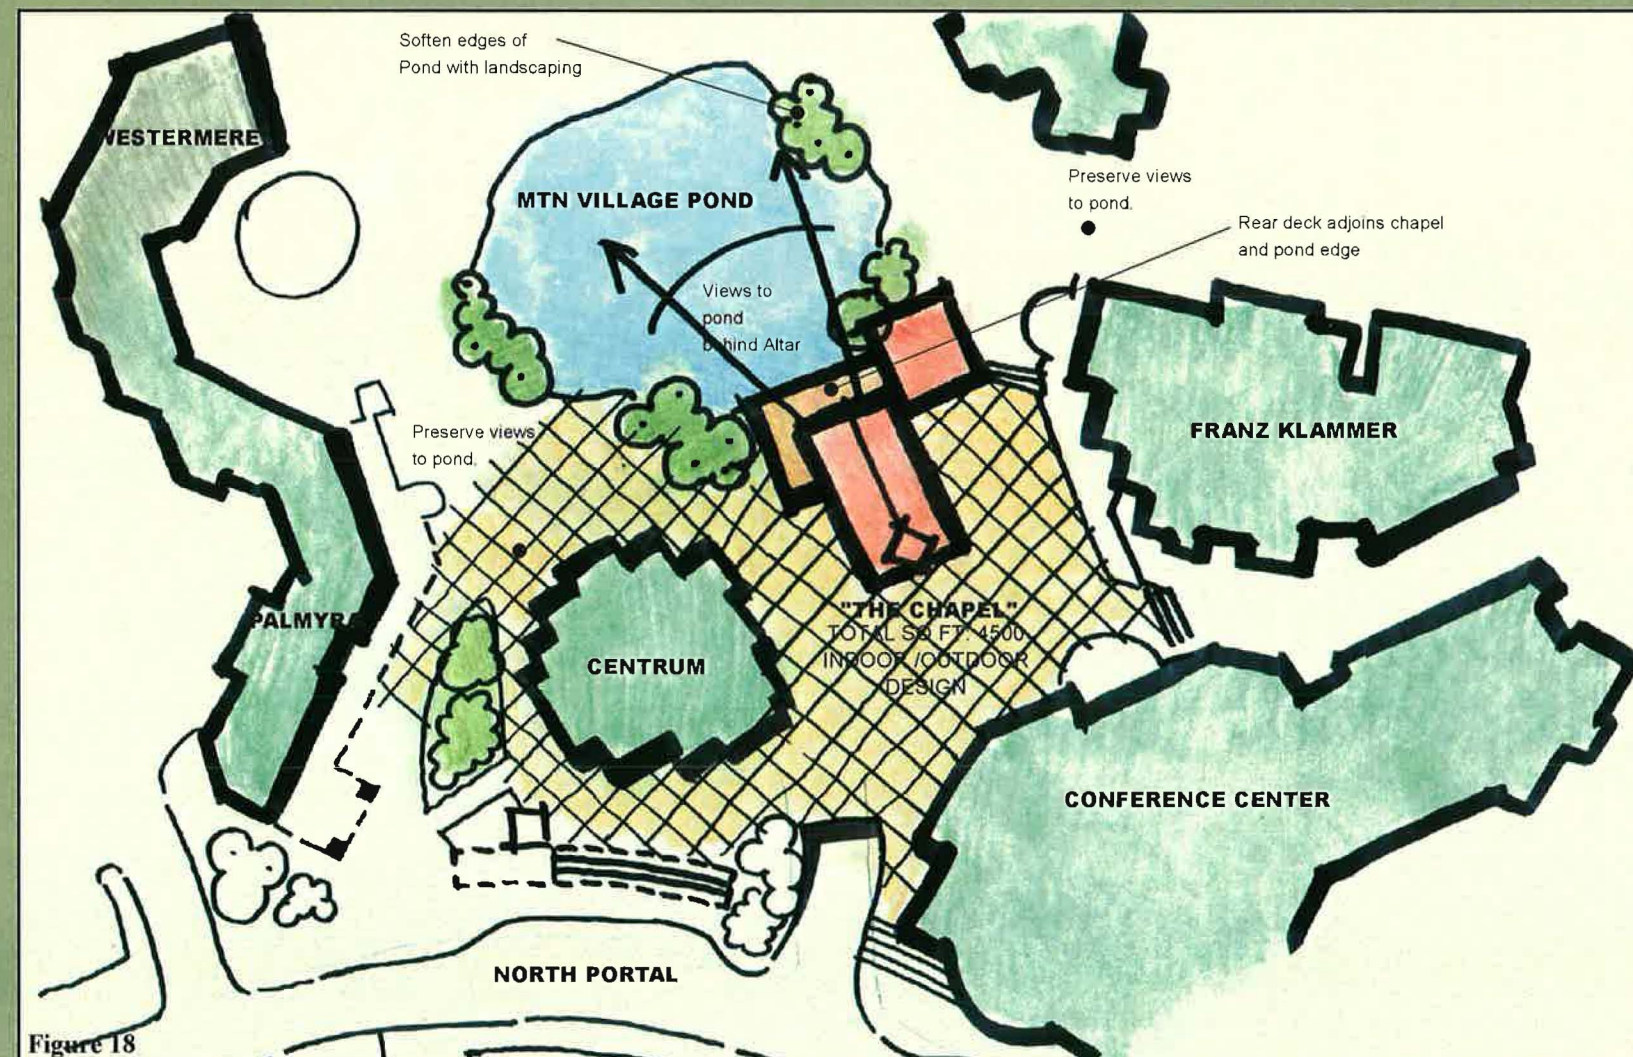 Soften edges of
Pond with landscaping
WESTERMERE
MTN VILLAGE POND
Preserve views
to pond.
Rear deck adjoins chapel
and pond edge
Views to
pond
behind Altar
Preserve views
to pond.
FRANZ KLAMMER
PALMYRA
CENTRUM
"THE CHAPEL"
TOTAL SQ FT: 4500
INDOOR /OUTDOOR
DESIGN
CONFERENCE CENTER
NORTH PORTAL
Figure 18